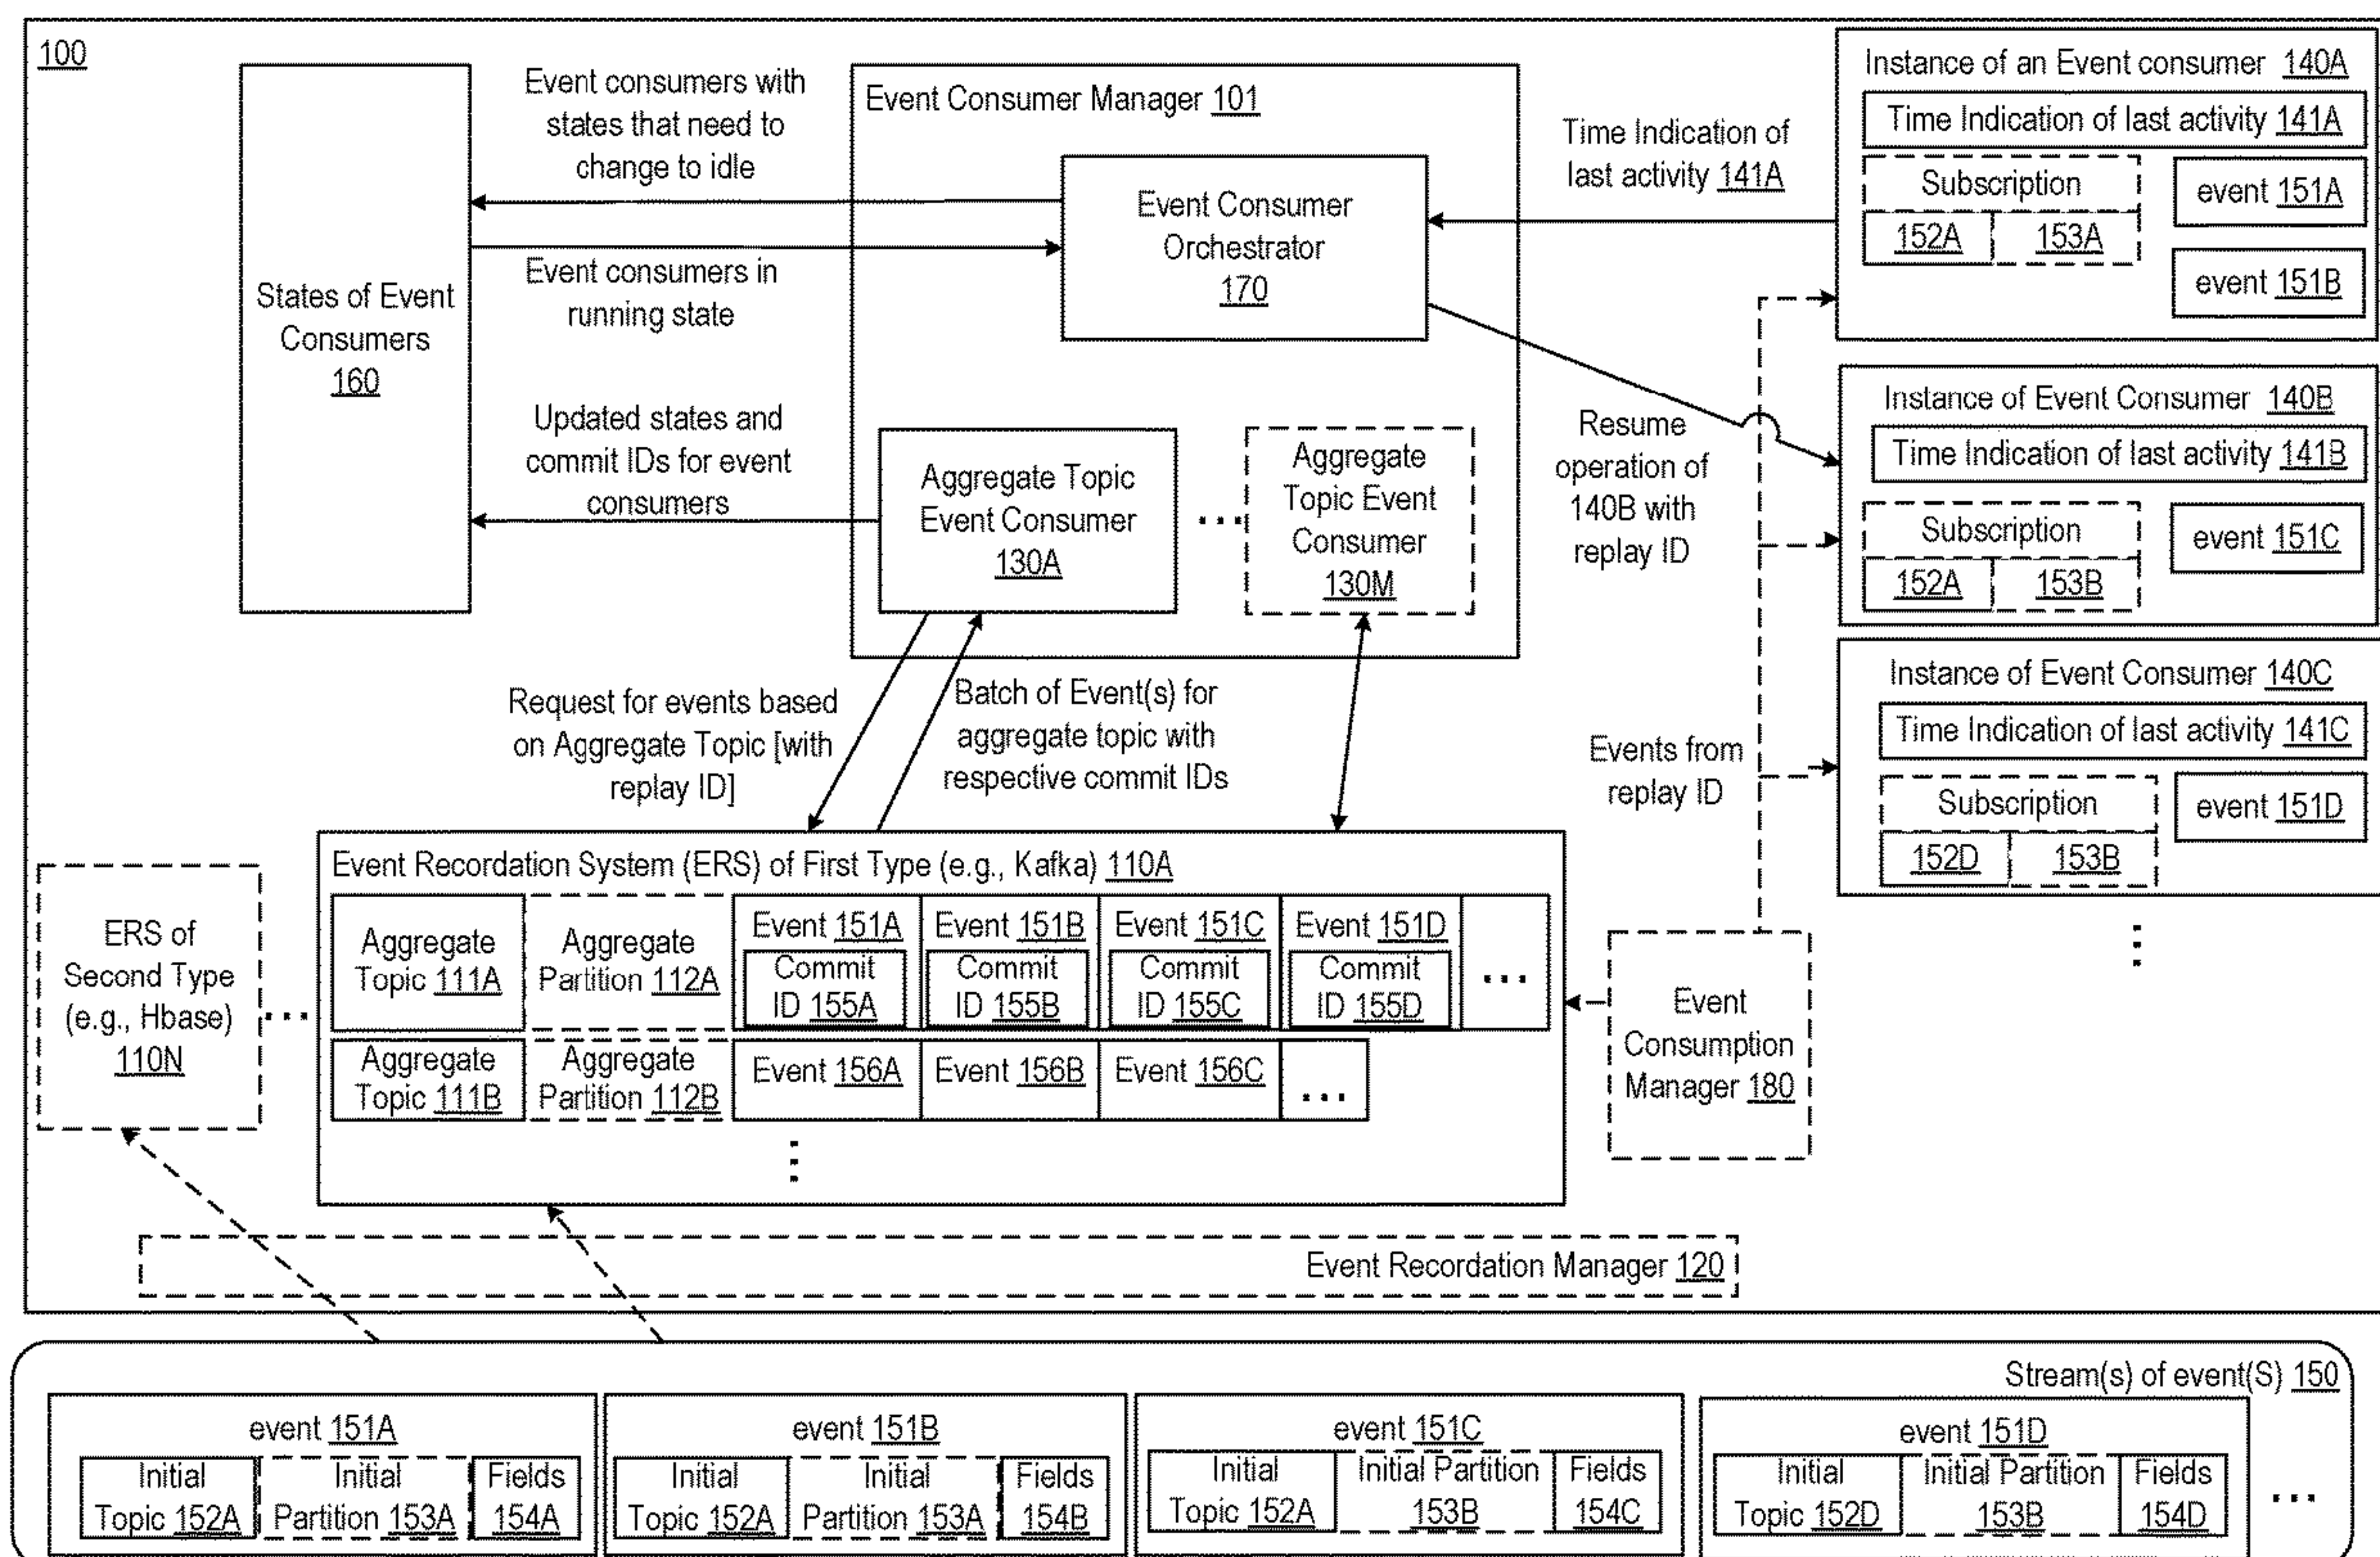 100
States of Event
Consumers
160
Event consumers with
states that need to
change to idle
Event consumers in
running state
Updated states and
commit IDs for event
consumers
Event Consumer Manager 101
Event Consumer
Orchestrator
170
Aggregate Topic
Event Consumer
130A
...
Aggregate
Topic Event
Consumer
130M
Time Indication of
last activity 141A
Resume
operation of
140B with
replay ID
Events from
replay ID
Instance of an Event consumer 140A
Time Indication of last activity 141A
Subscription
152A 153A
event 151A
event 151B
Instance of Event Consumer 140B
Time Indication of last activity 141B
Subscription
152A 153B
event 151C
Instance of Event Consumer 140C
Time Indication of last activity 141C
Subscription
152D 153B
event 151D
Request for events based
on Aggregate Topic [with
replay ID]
Batch of Event(s) for
aggregate topic with
respective commit IDs
ERS of
Second Type
(e.g., Hbase)
110N
...
Event Recordation System (ERS) of First Type (e.g., Kafka) 110A
Aggregate
Topic 111A
Aggregate
Partition 112A
Event 151A
Commit
ID 155A
Event 151B
Commit
ID 155B
Event 151C
Commit
ID 155C
Event 151D
Commit
ID 155D
...
Aggregate
Topic 111B
Aggregate
Partition 112B
Event 156A
Event 156B
Event 156C
...
Event
Consumption
Manager 180
Event Recordation Manager 120
Stream(s) of event(S) 150
event 151A
Initial
Topic 152A
Initial
Partition 153A
Fields
154A
event 151B
Initial
Topic 152A
Initial
Partition 153A
Fields
154B
event 151C
Initial
Topic 152A
Initial Partition
153B
Fields
154C
event 151D
Initial
Topic 152D
Initial Partition
153B
Fields
154D
...